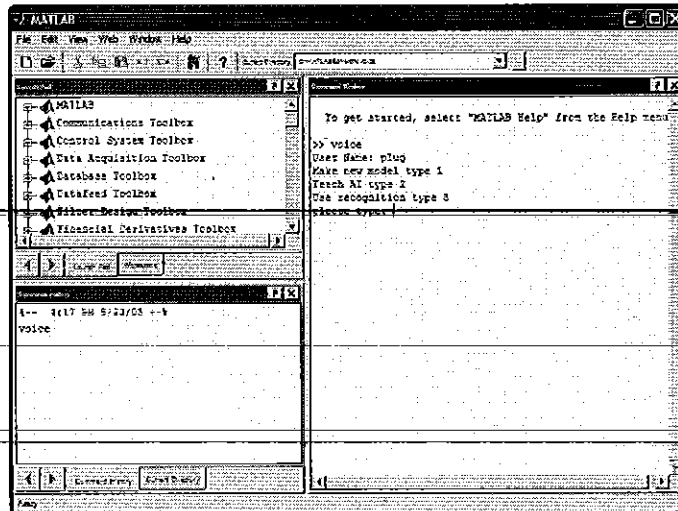 MATLAB
File Edit View Web Window Help
?
MATLAB
Communications Toolbox
Control System Toolbox
Data Acquisition Toolbox
Database Toolbox
Datafeed Toolbox
Filter Design Toolbox
Financial Derivatives Toolbox
voice
To get started, select "MATLAB Help" from the Help menu
>> voice
User Name: plug
Make new model type 1
Teach AI type 2
Use recognition type 3
type:
Ready